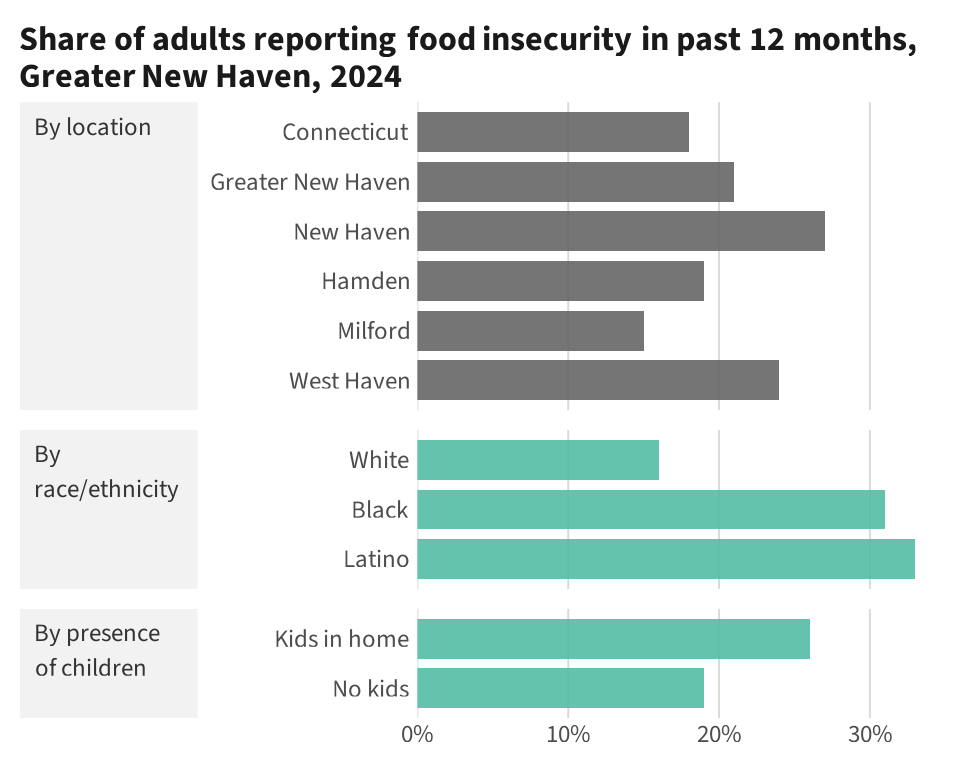 Share of adults reporting food insecurity in past 12 months,
Greater New Haven, 2024
By location
Connecticut
Greater New Haven
New Haven
Hamden
Milford
West Haven
By
race/ethnicity
White
Black
Latino
By presence
of children
Kids in home
No kids
0% 10% 20% 30%